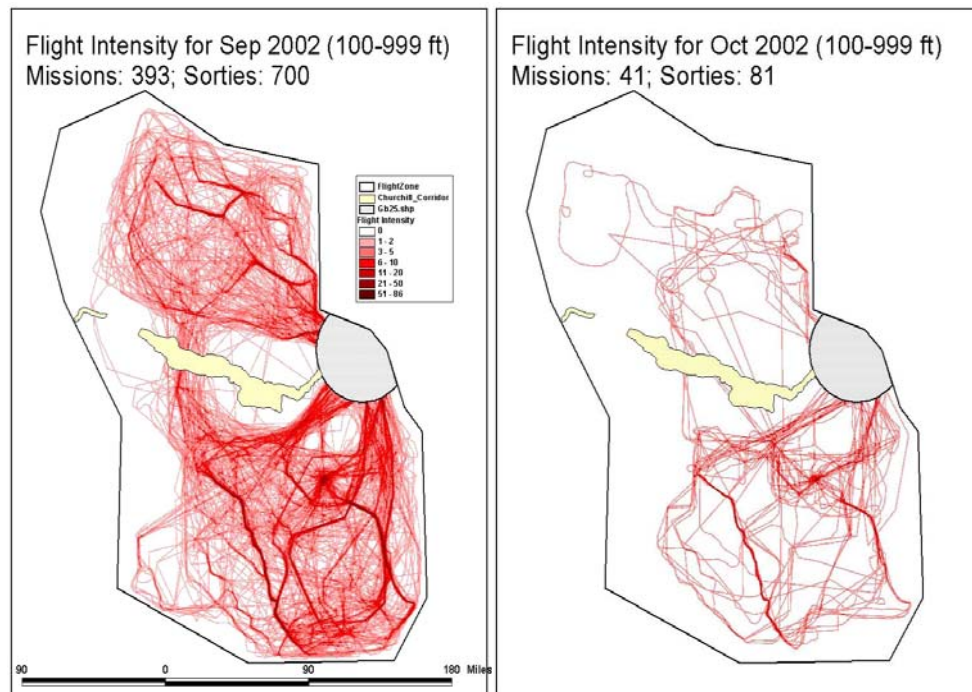 Flight Intensity for Sep 2002 (100-999 ft)
Missions: 393; Sorties: 700
FlightZone
Churchill_Corridor
Gb25.shp
Flight Intensity
0
1 - 2
3 - 5
6 - 10
11 - 20
21 - 50
51 - 86
90 0 90 180 Miles
Flight Intensity for Oct 2002 (100-999 ft)
Missions: 41; Sorties: 81